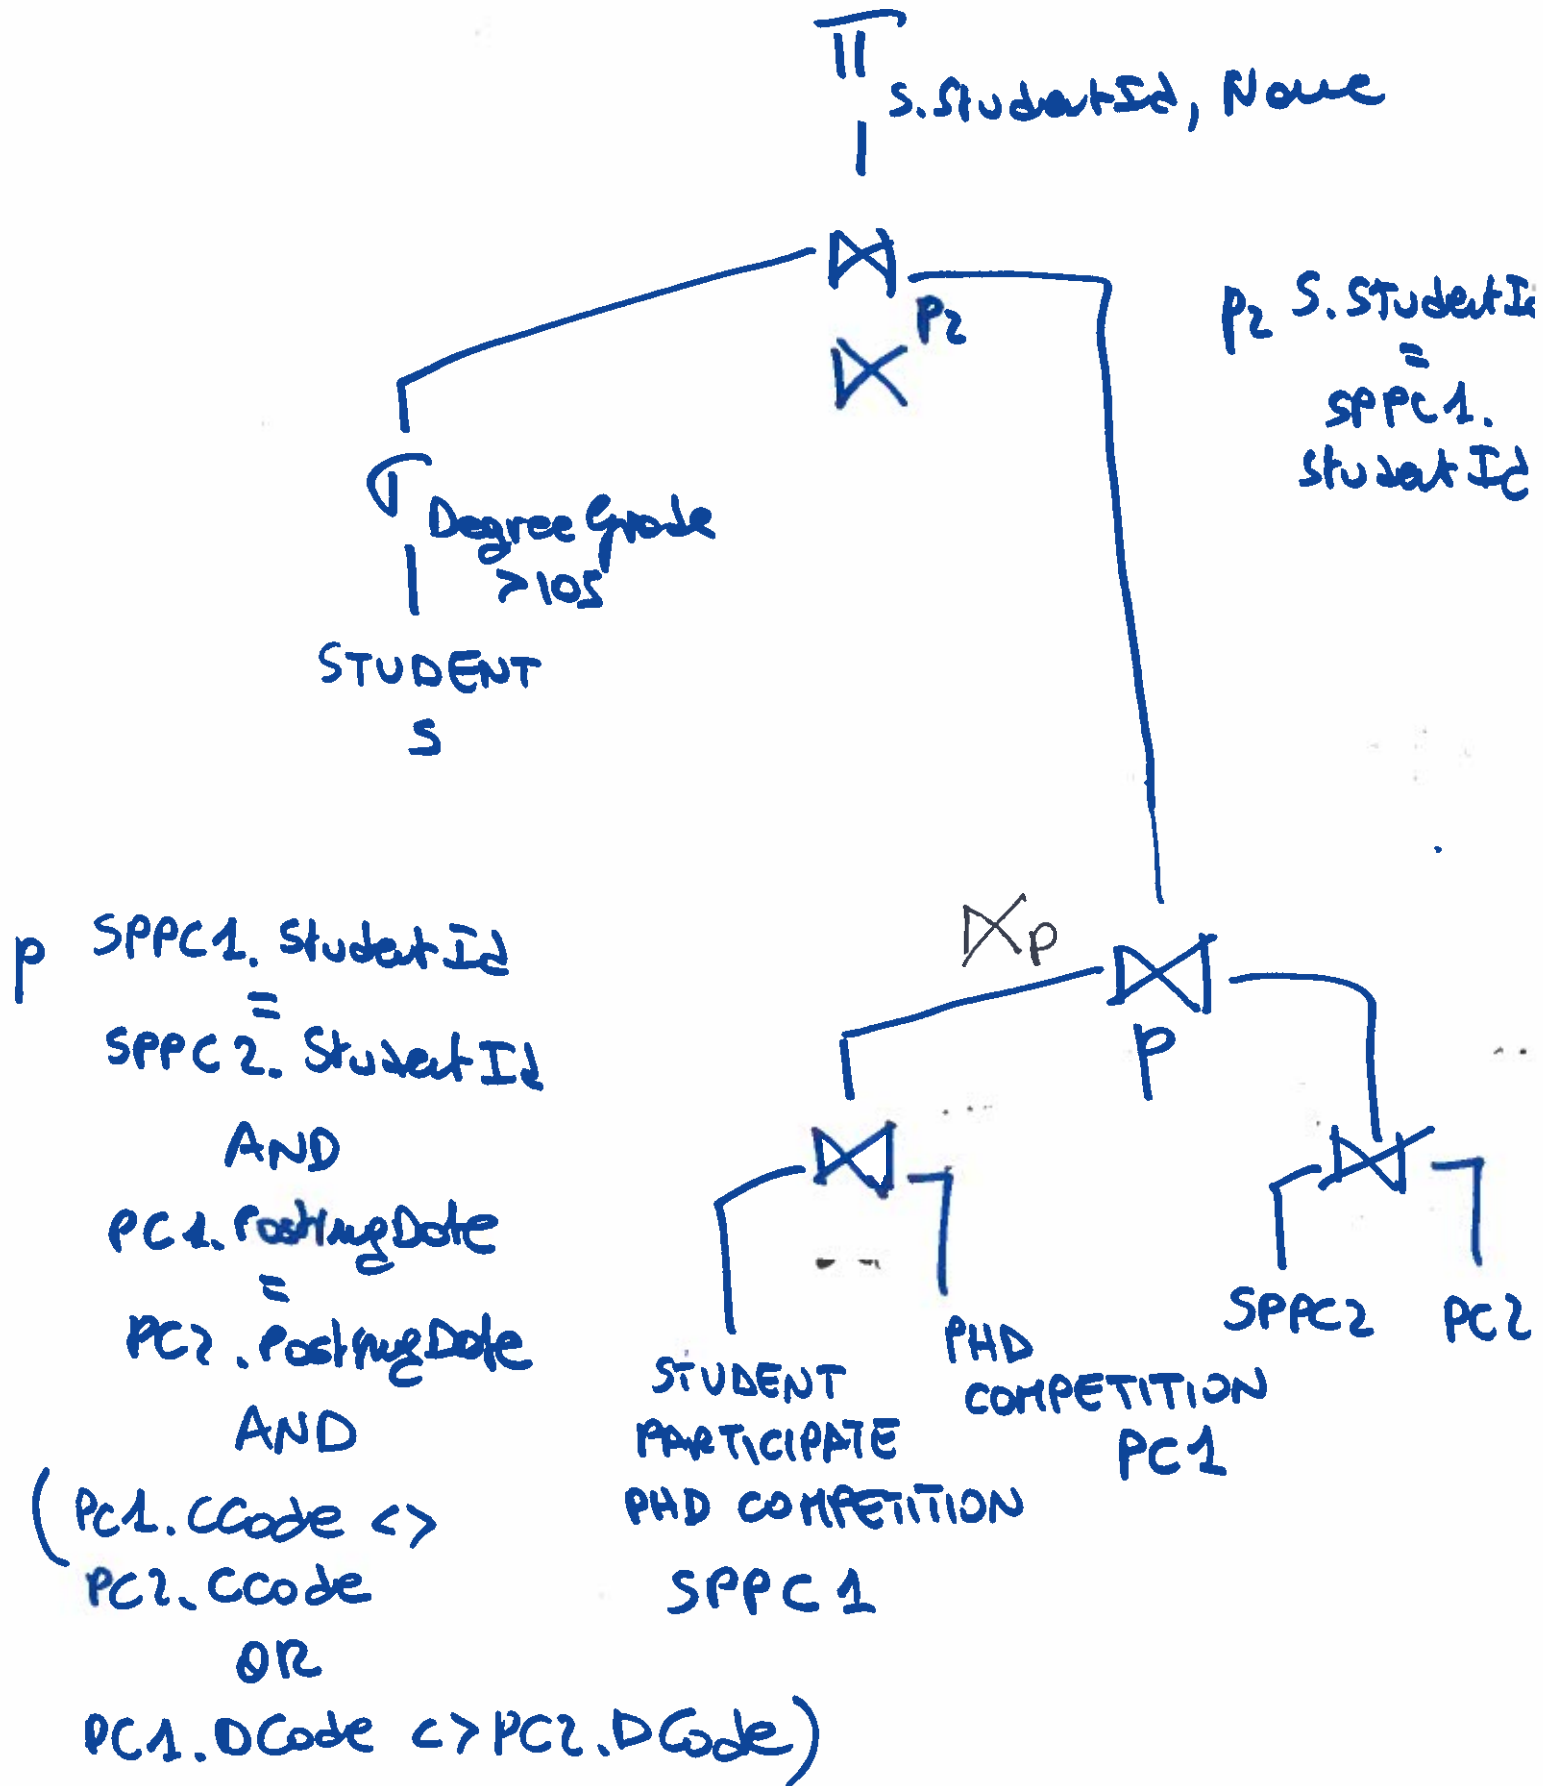 Π S.StudentId, Name
⋈ P2
⋉
P2 S.StudentId
=
SPPC1.
StudentId
σ DegreeGrade
>105
STUDENT
S
⋉ P
⋈
P
P SPPC1.StudentId
=
SPPC2.StudentId
AND
PC1.PostingDate
=
PC2.PostingDate
AND
(PC1.CCode <>
PC2.CCode
OR
PC1.DCode <> PC2.DCode)
⋈
⋈
STUDENT
PARTICIPATE
PHD COMPETITION
SPPC1
PHD
COMPETITION
PC1
SPPC2
PC2